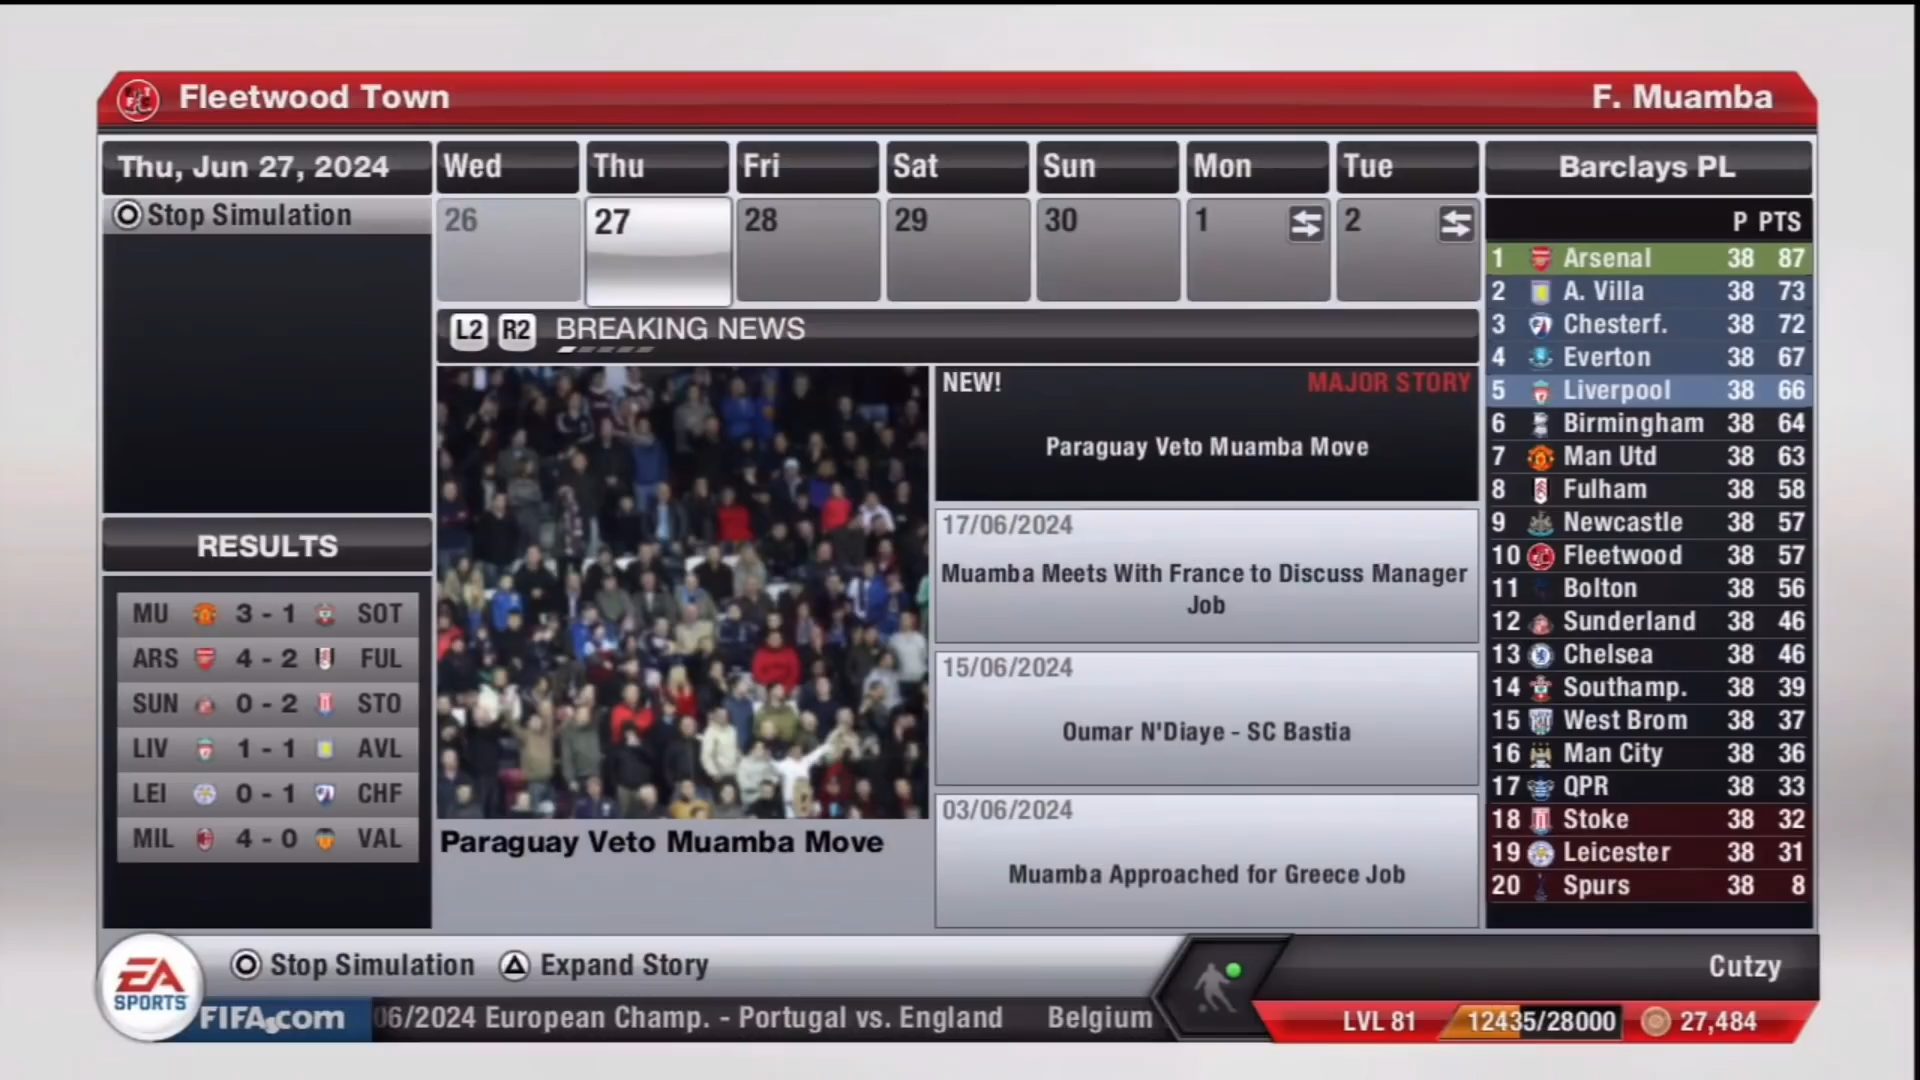 Fleetwood Town
F. Muamba
Thu, Jun 27, 2024
Wed Thu Fri Sat Sun Mon Tue
Barclays PL
Stop Simulation
26 27 28 29 30 1 2
L2 R2 BREAKING NEWS
NEW! MAJOR STORY
Paraguay Veto Muamba Move
17/06/2024
Muamba Meets With France to Discuss Manager
Job
15/06/2024
Oumar N'Diaye - SC Bastia
03/06/2024
Muamba Approached for Greece Job
Paraguay Veto Muamba Move
RESULTS
MU 3 - 1 SOT
ARS 4 - 2 FUL
SUN 0 - 2 STO
LIV 1 - 1 AVL
LEI 0 - 1 CHF
MIL 4 - 0 VAL
P PTS
1 Arsenal 38 87
2 A. Villa 38 73
3 Chesterf. 38 72
4 Everton 38 67
5 Liverpool 38 66
6 Birmingham 38 64
7 Man Utd 38 63
8 Fulham 38 58
9 Newcastle 38 57
10 Fleetwood 38 57
11 Bolton 38 56
12 Sunderland 38 46
13 Chelsea 38 46
14 Southamp. 38 39
15 West Brom 38 37
16 Man City 38 36
17 QPR 38 33
18 Stoke 38 32
19 Leicester 38 31
20 Spurs 38 8
Stop Simulation Expand Story
Cutzy
EA
SPORTS
FIFA.com
06/2024 European Champ. - Portugal vs. England Belgium
LVL 81 12435/28000 27,484